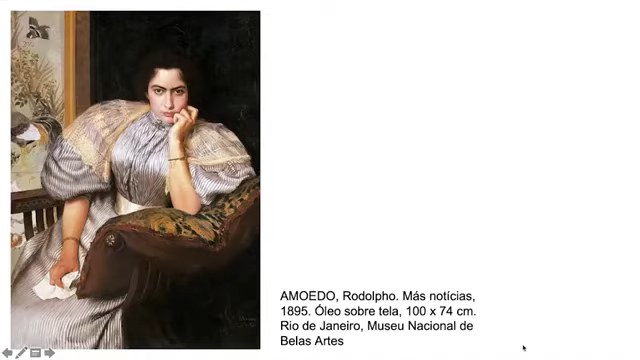 AMOEDO, Rodolpho. Más notícias,
1895. Óleo sobre tela, 100 x 74 cm.
Rio de Janeiro, Museu Nacional de
Belas Artes